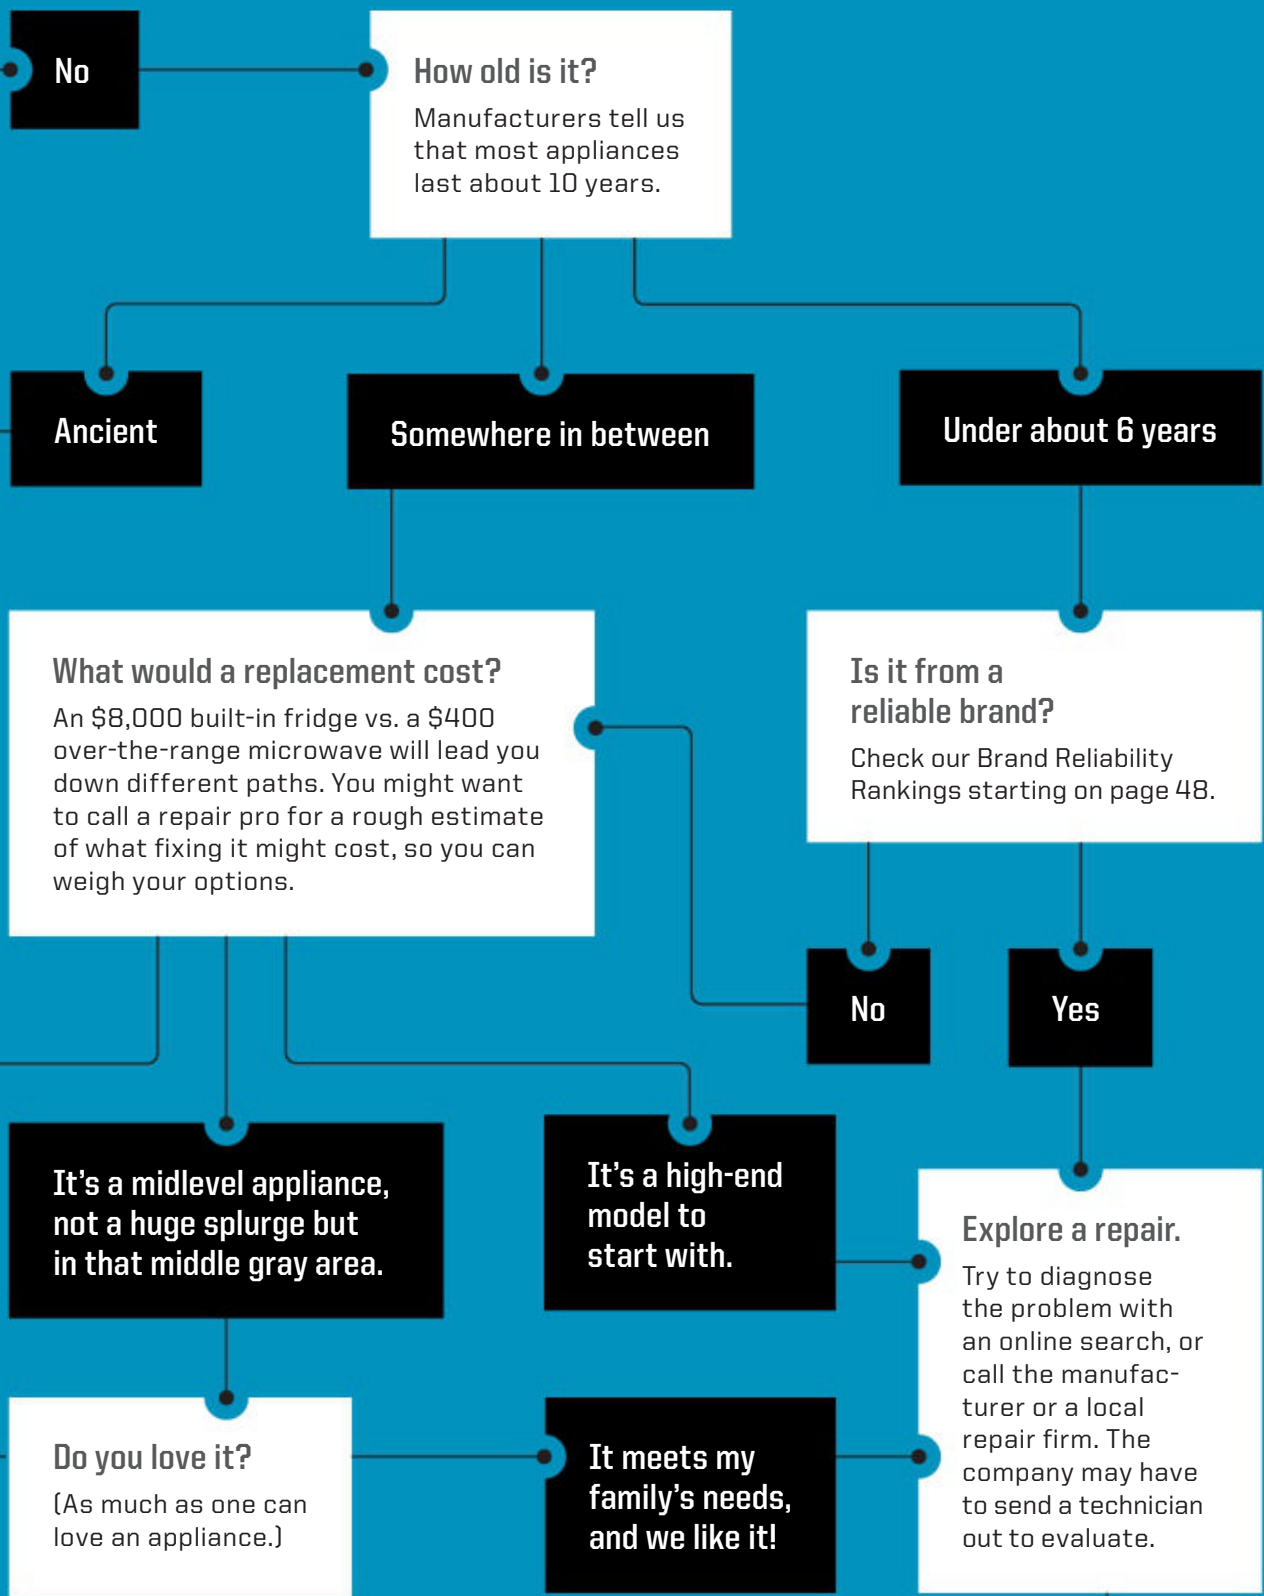 No
How old is it?
Manufacturers tell us
that most appliances
last about 10 years.
Ancient
Somewhere in between
Under about 6 years
What would a replacement cost?
An $8,000 built-in fridge vs. a $400
over-the-range microwave will lead you
down different paths. You might want
to call a repair pro for a rough estimate
of what fixing it might cost, so you can
weigh your options.
Is it from a
reliable brand?
Check our Brand Reliability
Rankings starting on page 48.
No
Yes
It's a midlevel appliance,
not a huge splurge but
in that middle gray area.
It's a high-end
model to
start with.
Explore a repair.
Try to diagnose
the problem with
an online search, or
call the manufac-
turer or a local
repair firm. The
company may have
to send a technician
out to evaluate.
Do you love it?
(As much as one can
love an appliance.)
It meets my
family's needs,
and we like it!